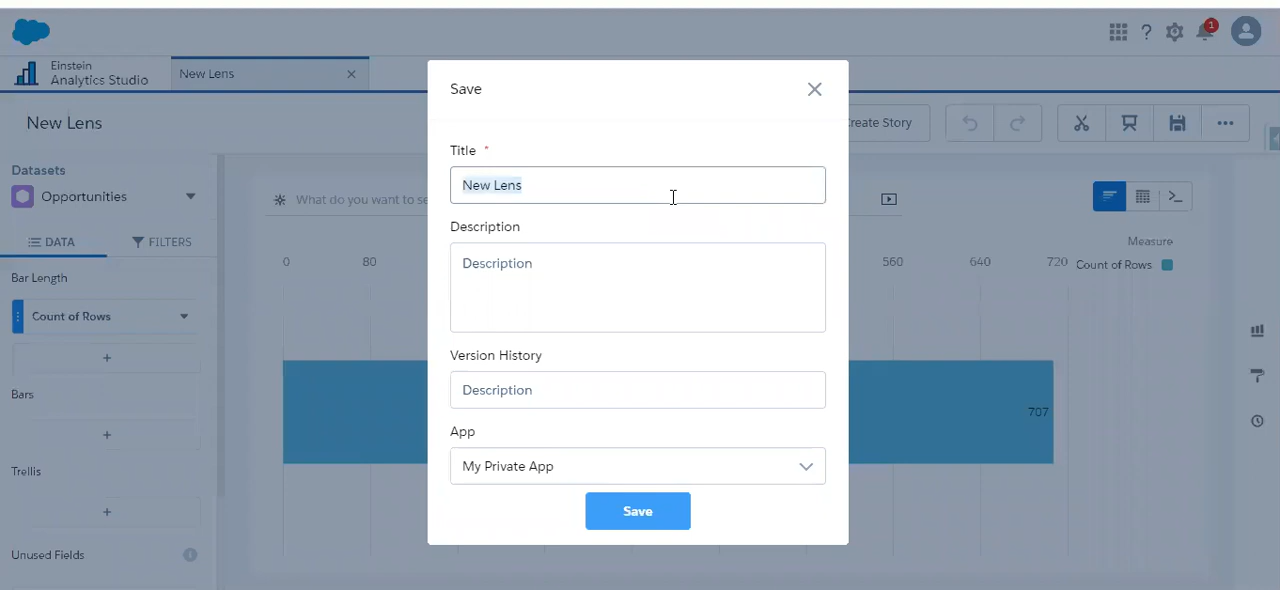 ?
1
Einstein
Analytics Studio
New Lens
New Lens
Create Story
Datasets
Opportunities
DATA
FILTERS
Bar Length
Count of Rows
+
Bars
+
Trellis
+
Unused Fields
i
What do you want to se
0
80
560
640
720
Measure
Count of Rows
707
Save
Title *
New Lens
Description
Description
Version History
Description
App
My Private App
Save